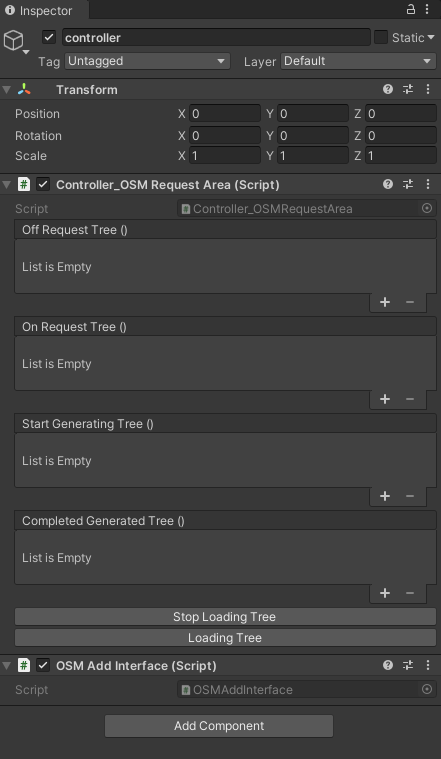 Inspector
controller
Static
Tag Untagged Layer Default
Transform
Position X 0 Y 0 Z 0
Rotation X 0 Y 0 Z 0
Scale X 1 Y 1 Z 1
# Controller_OSM Request Area (Script)
Script # Controller_OSMRequestArea
Off Request Tree ()
List is Empty
+ −
On Request Tree ()
List is Empty
+ −
Start Generating Tree ()
List is Empty
+ −
Completed Generated Tree ()
List is Empty
+ −
Stop Loading Tree
Loading Tree
# OSM Add Interface (Script)
Script # OSMAddInterface
Add Component